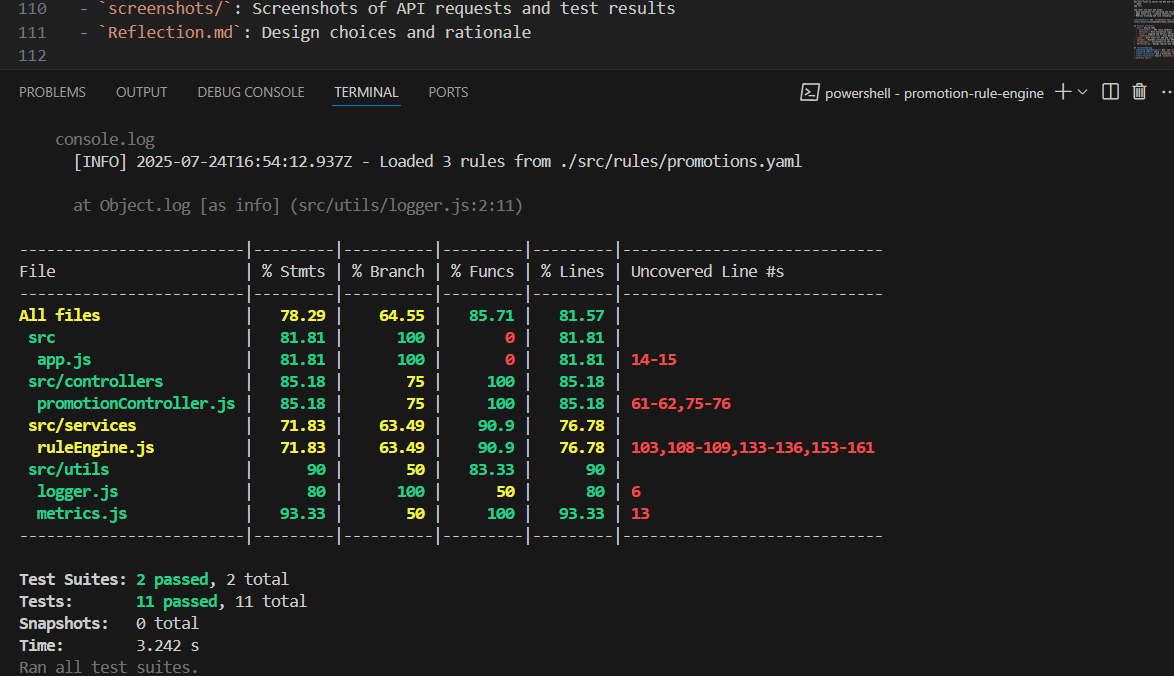 110 - `screenshots/`: Screenshots of API requests and test results
111 - `Reflection.md`: Design choices and rationale
112
PROBLEMS OUTPUT DEBUG CONSOLE TERMINAL PORTS powershell - promotion-rule-engine
console.log
[INFO] 2025-07-24T16:54:12.937Z - Loaded 3 rules from ./src/rules/promotions.yaml
at Object.log [as info] (src/utils/logger.js:2:11)
-------------------------|---------|----------|---------|---------|-----------------------------
File | % Stmts | % Branch | % Funcs | % Lines | Uncovered Line #s
-------------------------|---------|----------|---------|---------|-----------------------------
All files | 78.29 | 64.55 | 85.71 | 81.57 |
src | 81.81 | 100 | 0 | 81.81 |
app.js | 81.81 | 100 | 0 | 81.81 | 14-15
src/controllers | 85.18 | 75 | 100 | 85.18 |
promotionController.js | 85.18 | 75 | 100 | 85.18 | 61-62,75-76
src/services | 71.83 | 63.49 | 90.9 | 76.78 |
ruleEngine.js | 71.83 | 63.49 | 90.9 | 76.78 | 103,108-109,133-136,153-161
src/utils | 90 | 50 | 83.33 | 90 |
logger.js | 80 | 100 | 50 | 80 | 6
metrics.js | 93.33 | 50 | 100 | 93.33 | 13
-------------------------|---------|----------|---------|---------|-----------------------------
Test Suites: 2 passed, 2 total
Tests: 11 passed, 11 total
Snapshots: 0 total
Time: 3.242 s
Ran all test suites.